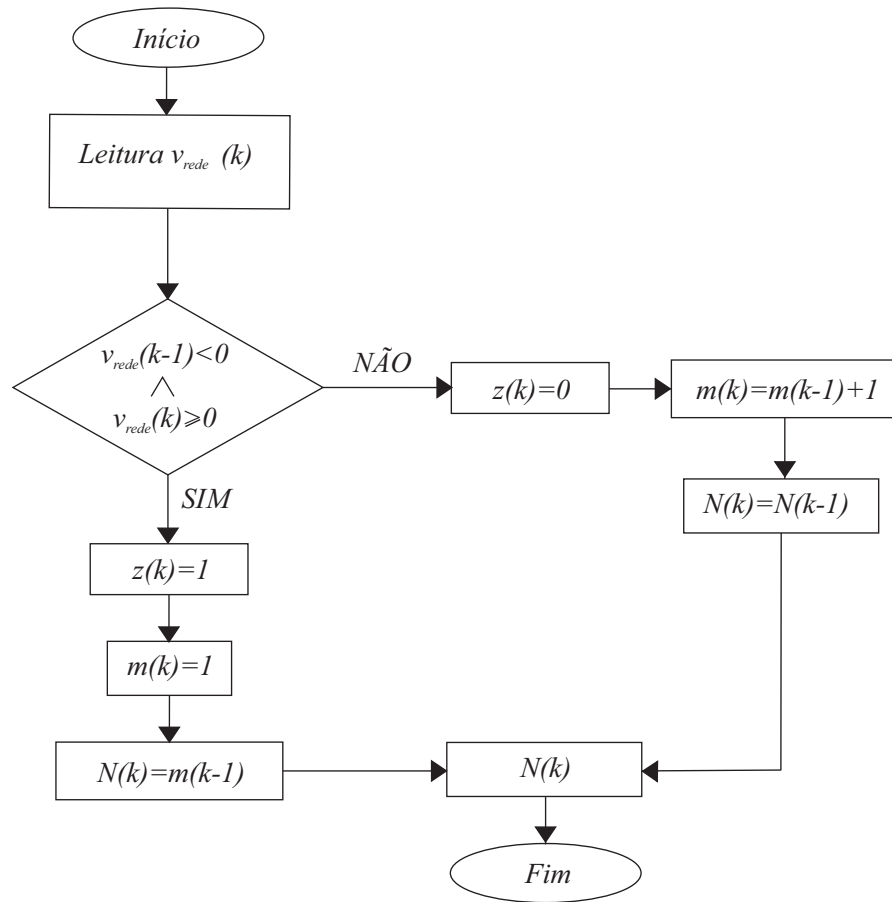 Início
Leitura v_rede (k)
v_rede(k-1)<0
∧
v_rede(k)⩾0
NÃO
z(k)=0
m(k)=m(k-1)+1
N(k)=N(k-1)
SIM
z(k)=1
m(k)=1
N(k)=m(k-1)
N(k)
Fim